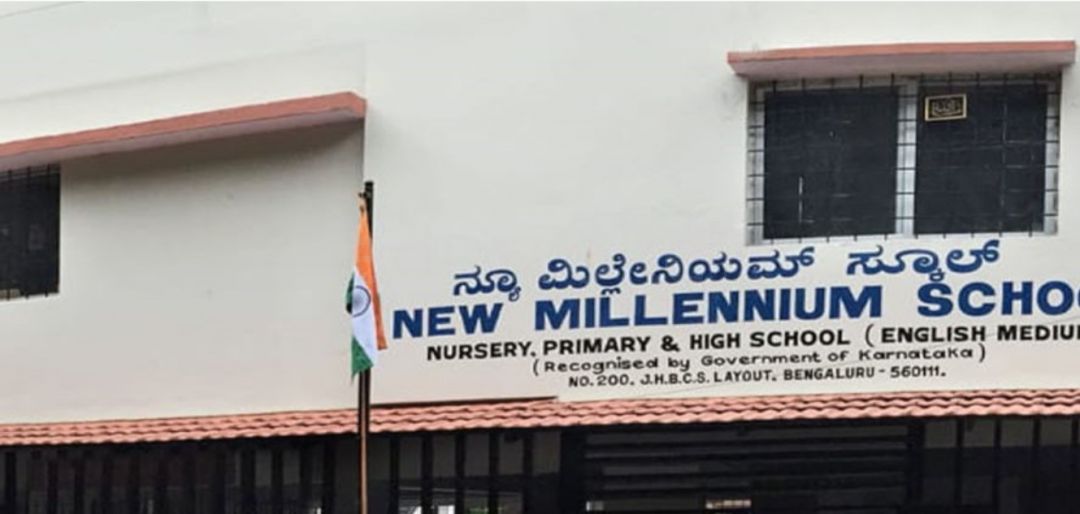 ನ್ಯೂ ಮಿಲ್ಲೇನಿಯಮ್ ಸ್ಕೂಲ್
NEW MILLENNIUM SCHOO
NURSERY, PRIMARY & HIGH SCHOOL (ENGLISH MEDIU
(Recognised by Government of Karnataka)
NO.200. J.H.B.C.S. LAYOUT. BENGALURU - 560111.